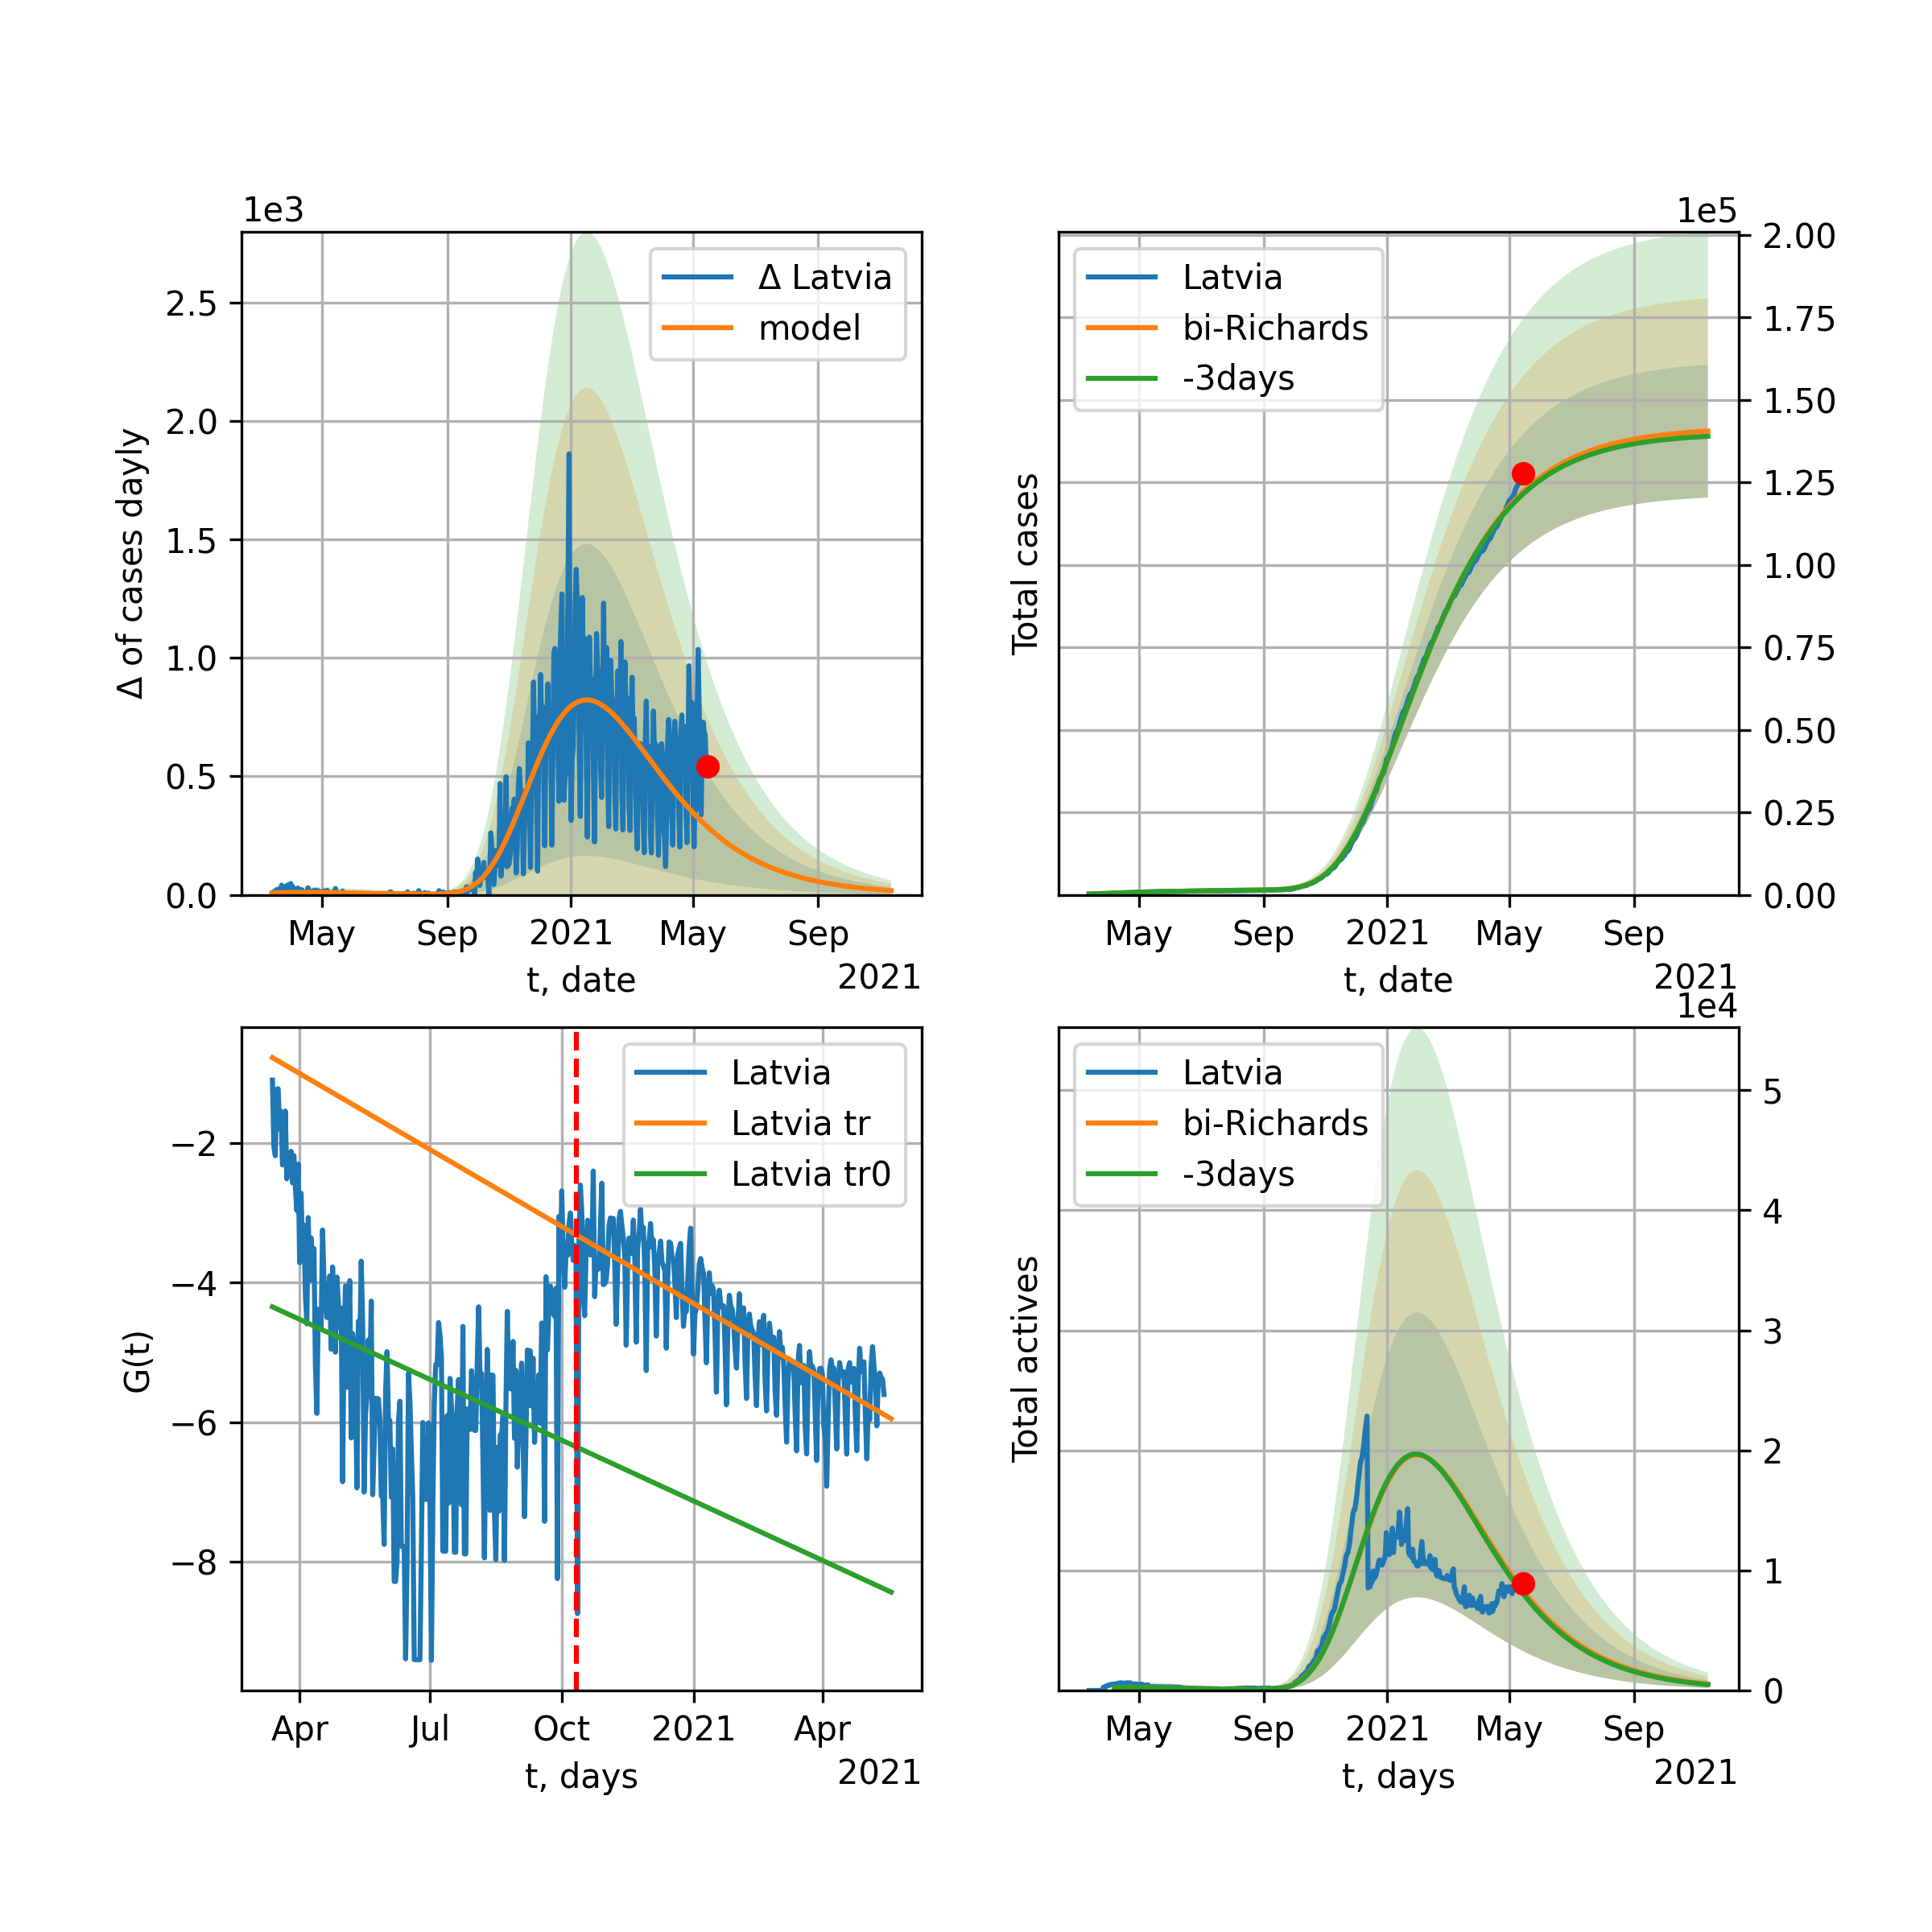 1e3
Δ of cases dayly
2.5
2.0
1.5
1.0
0.5
0.0
Δ Latvia
model
May Sep 2021 May Sep
t, date
2021
1e5
Total cases
Latvia
bi-Richards
-3days
2.00
1.75
1.50
1.25
1.00
0.75
0.50
0.25
0.00
May Sep 2021 May Sep
t, date
2021
G(t)
−2
−4
−6
−8
Latvia
Latvia tr
Latvia tr0
Apr Jul Oct 2021 Apr
t, days
2021
1e4
Total actives
Latvia
bi-Richards
-3days
5
4
3
2
1
0
May Sep 2021 May Sep
t, days
2021